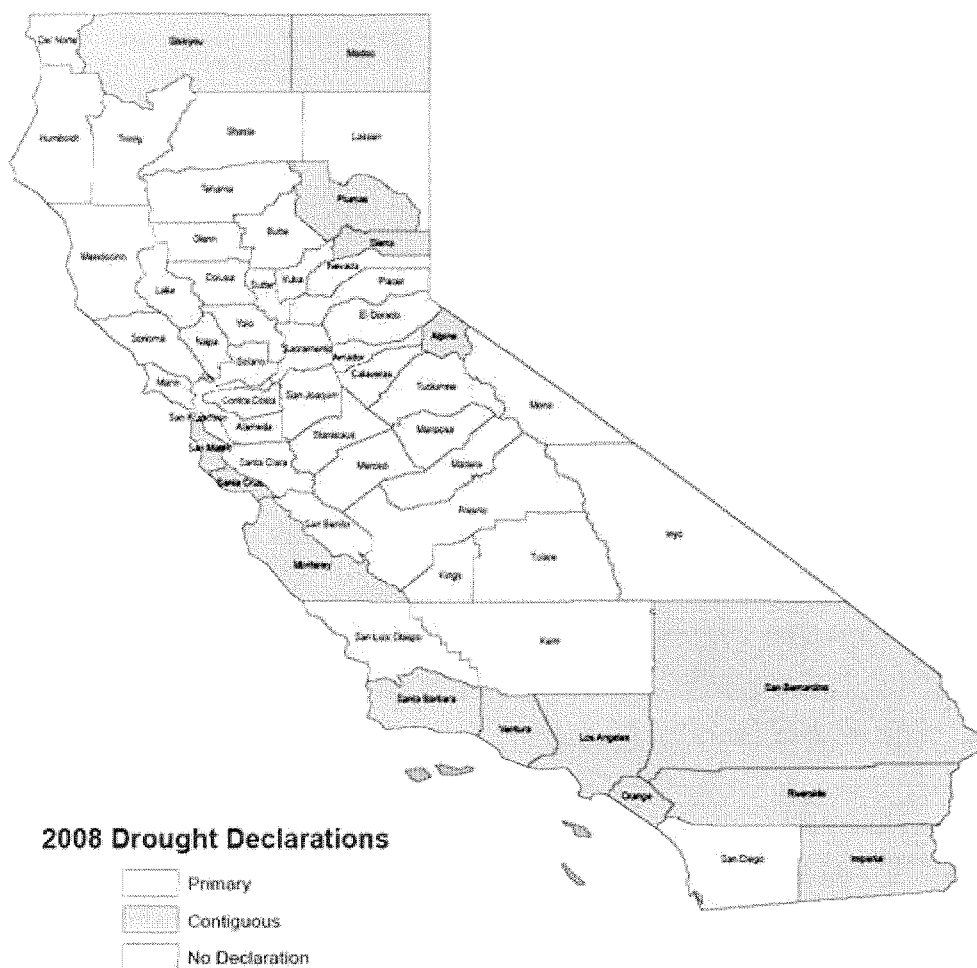 Del Norte
Siskiyou
Modoc
Humboldt
Trinity
Shasta
Lassen
Tehama
Plumas
Butte
Glenn
Sierra
Mendocino
Nevada
Colusa
Sutter
Yuba
Placer
Lake
El Dorado
Yolo
Sonoma
Napa
Sacramento
Alpine
Solano
Amador
Calaveras
Marin
Tuolumne
Contra Costa
San Joaquin
Mono
San
Alameda
Stanislaus
Mariposa
San Mateo
Santa Clara
Merced
Madera
Santa Cruz
Fresno
San Benito
Inyo
Monterey
Kings
Tulare
San Luis Obispo
Kern
Santa Barbara
San Bernardino
Ventura
Los Angeles
Orange
Riverside
San Diego
Imperial
2008 Drought Declarations
Primary
Contiguous
No Declaration